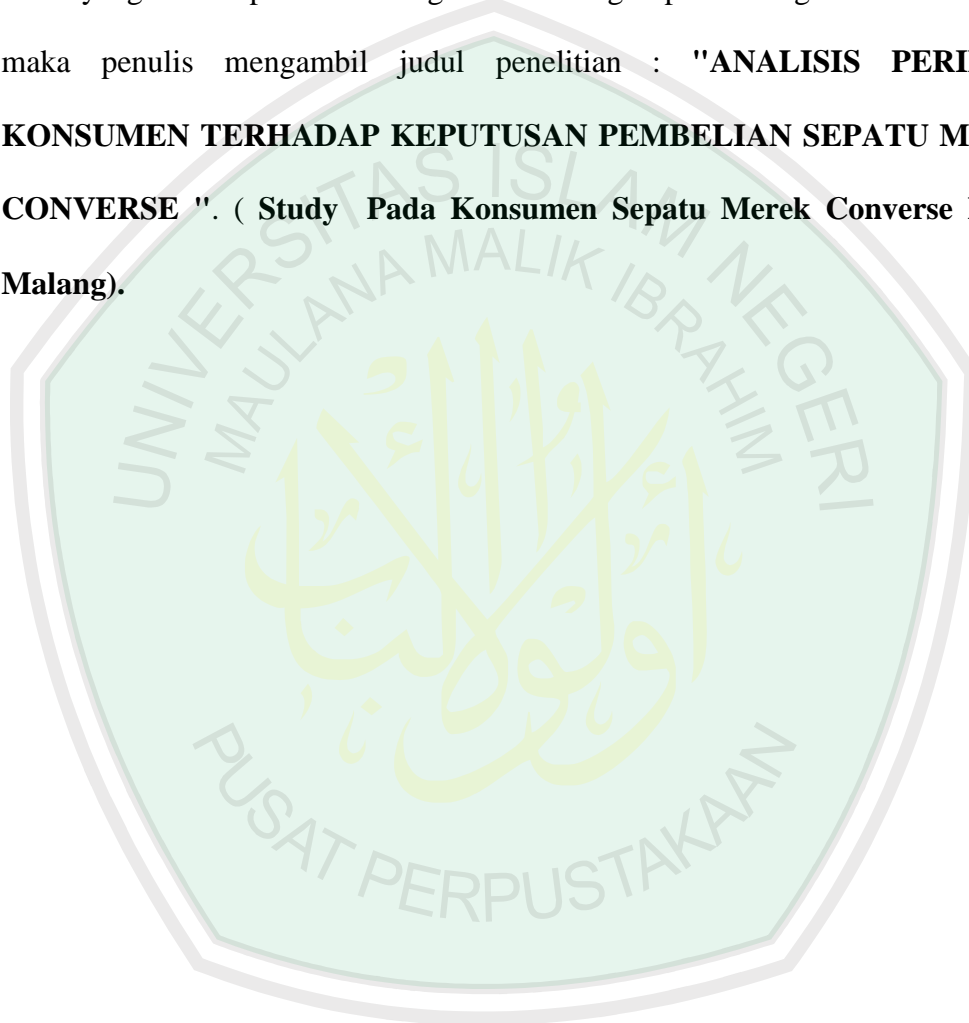 maka penulis mengambil judul penelitian : "ANALISIS
KONSUMEN TERHADAP KEPUTUSAN PEMBELIAN SEPATU
CONVERSE ". ( Study Pada Konsumen Sepatu Merek Converse
Malang).
UNIVERSITAS ISLAM NEGERI
MAULANA MALIK IBRAHIM
PUSAT PERPUSTAKAAN